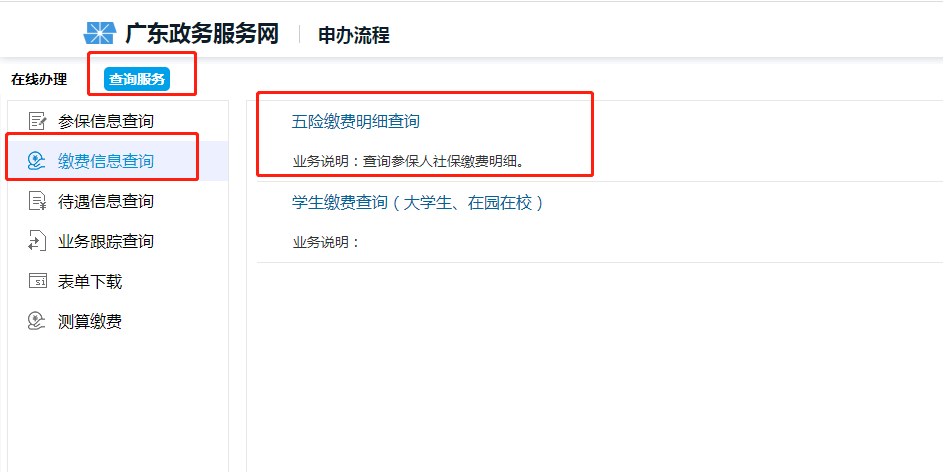 广东政务服务网 申办流程
在线办理 查询服务
参保信息查询
缴费信息查询
待遇信息查询
业务跟踪查询
表单下载
测算缴费
五险缴费明细查询
业务说明：查询参保人社保缴费明细。
学生缴费查询（大学生、在园在校）
业务说明：